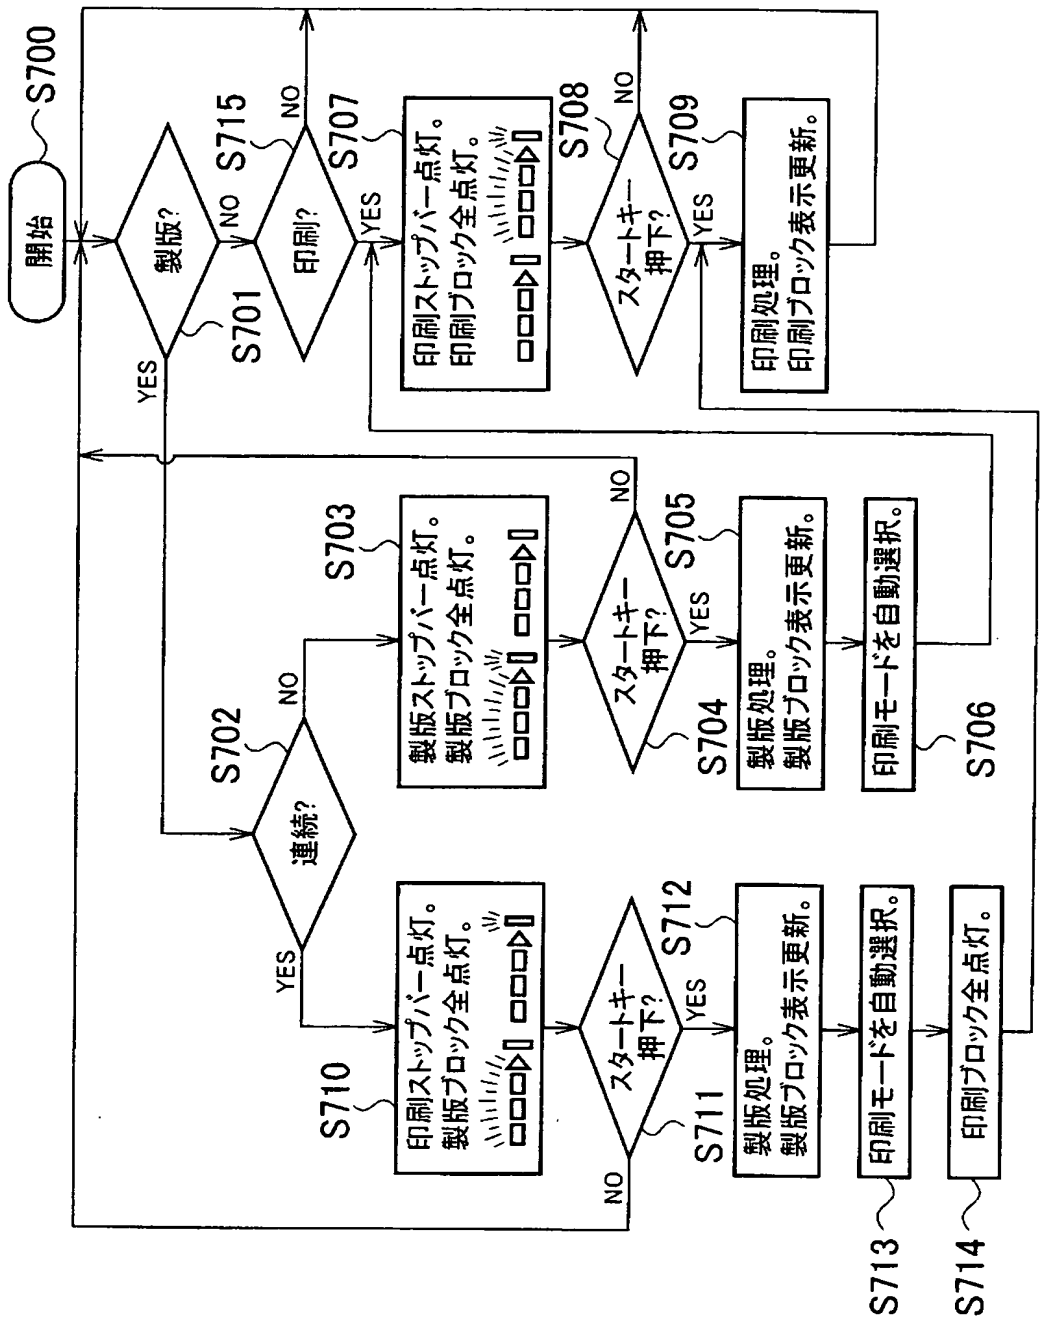 開始
S700
製版?
S701
YES
NO
印刷?
S715
NO
YES
連続?
S702
YES
NO
印刷ストップバー点灯。
製版ブロック全点灯。
S710
製版ストップバー点灯。
製版ブロック全点灯。
S703
印刷ストップバー点灯。
印刷ブロック全点灯。
S707
スタートキー
押下?
S711
NO
YES
スタートキー
押下?
S704
NO
YES
スタートキー
押下?
S708
NO
YES
製版処理。
製版ブロック表示更新。
S712
製版処理。
製版ブロック表示更新。
S705
印刷処理。
印刷ブロック表示更新。
S709
印刷モードを自動選択。
S713
印刷モードを自動選択。
S706
印刷ブロック全点灯。
S714